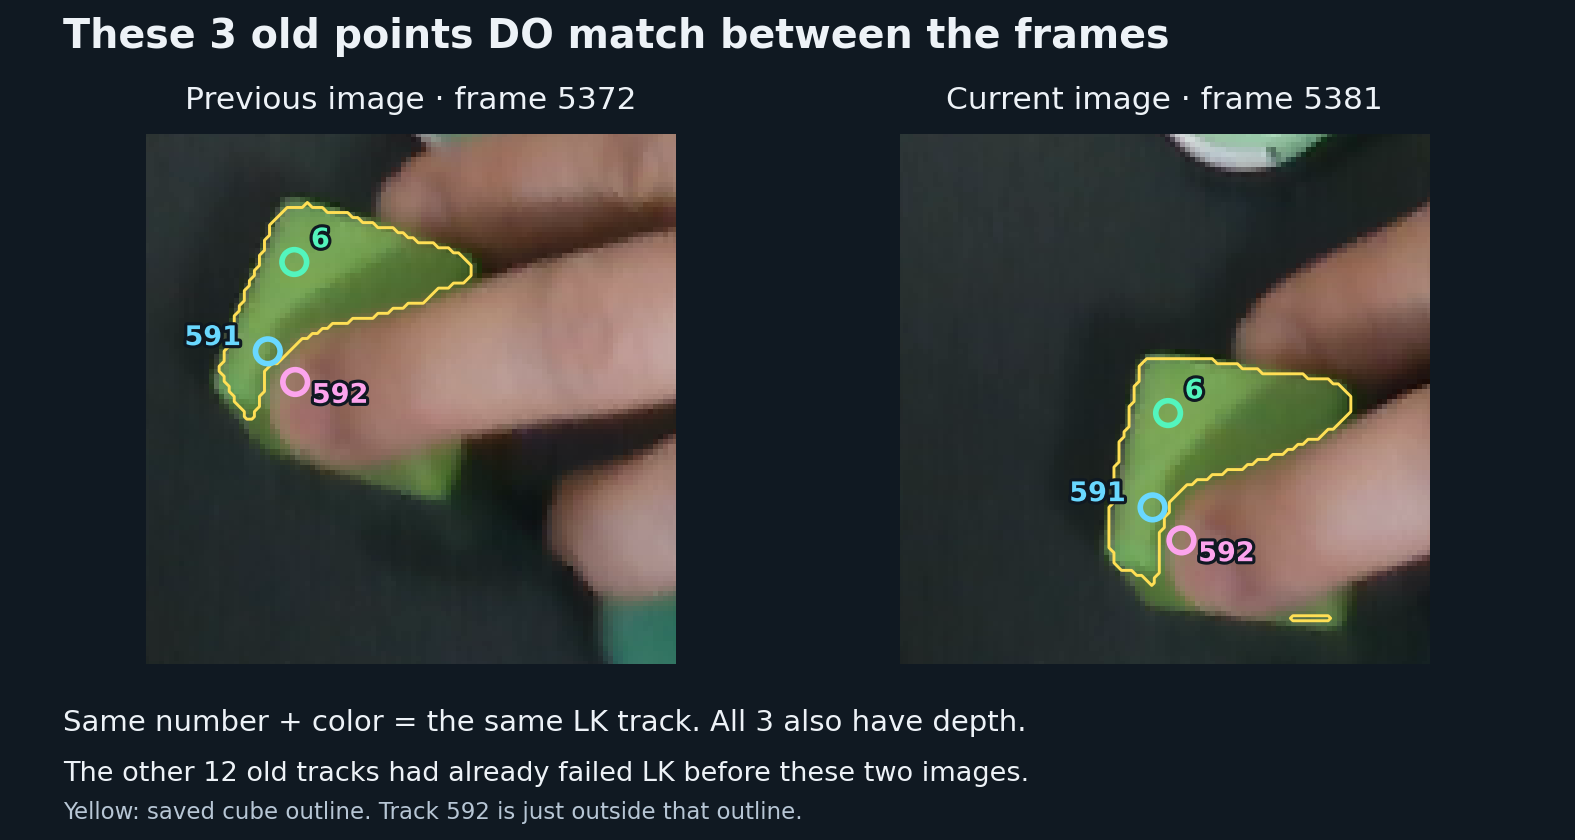 These 3 old points DO match between the frames
Previous image · frame 5372
Current image · frame 5381
6
591
592
6
591
592
Same number + color = the same LK track. All 3 also have depth.
The other 12 old tracks had already failed LK before these two images.
Yellow: saved cube outline. Track 592 is just outside that outline.